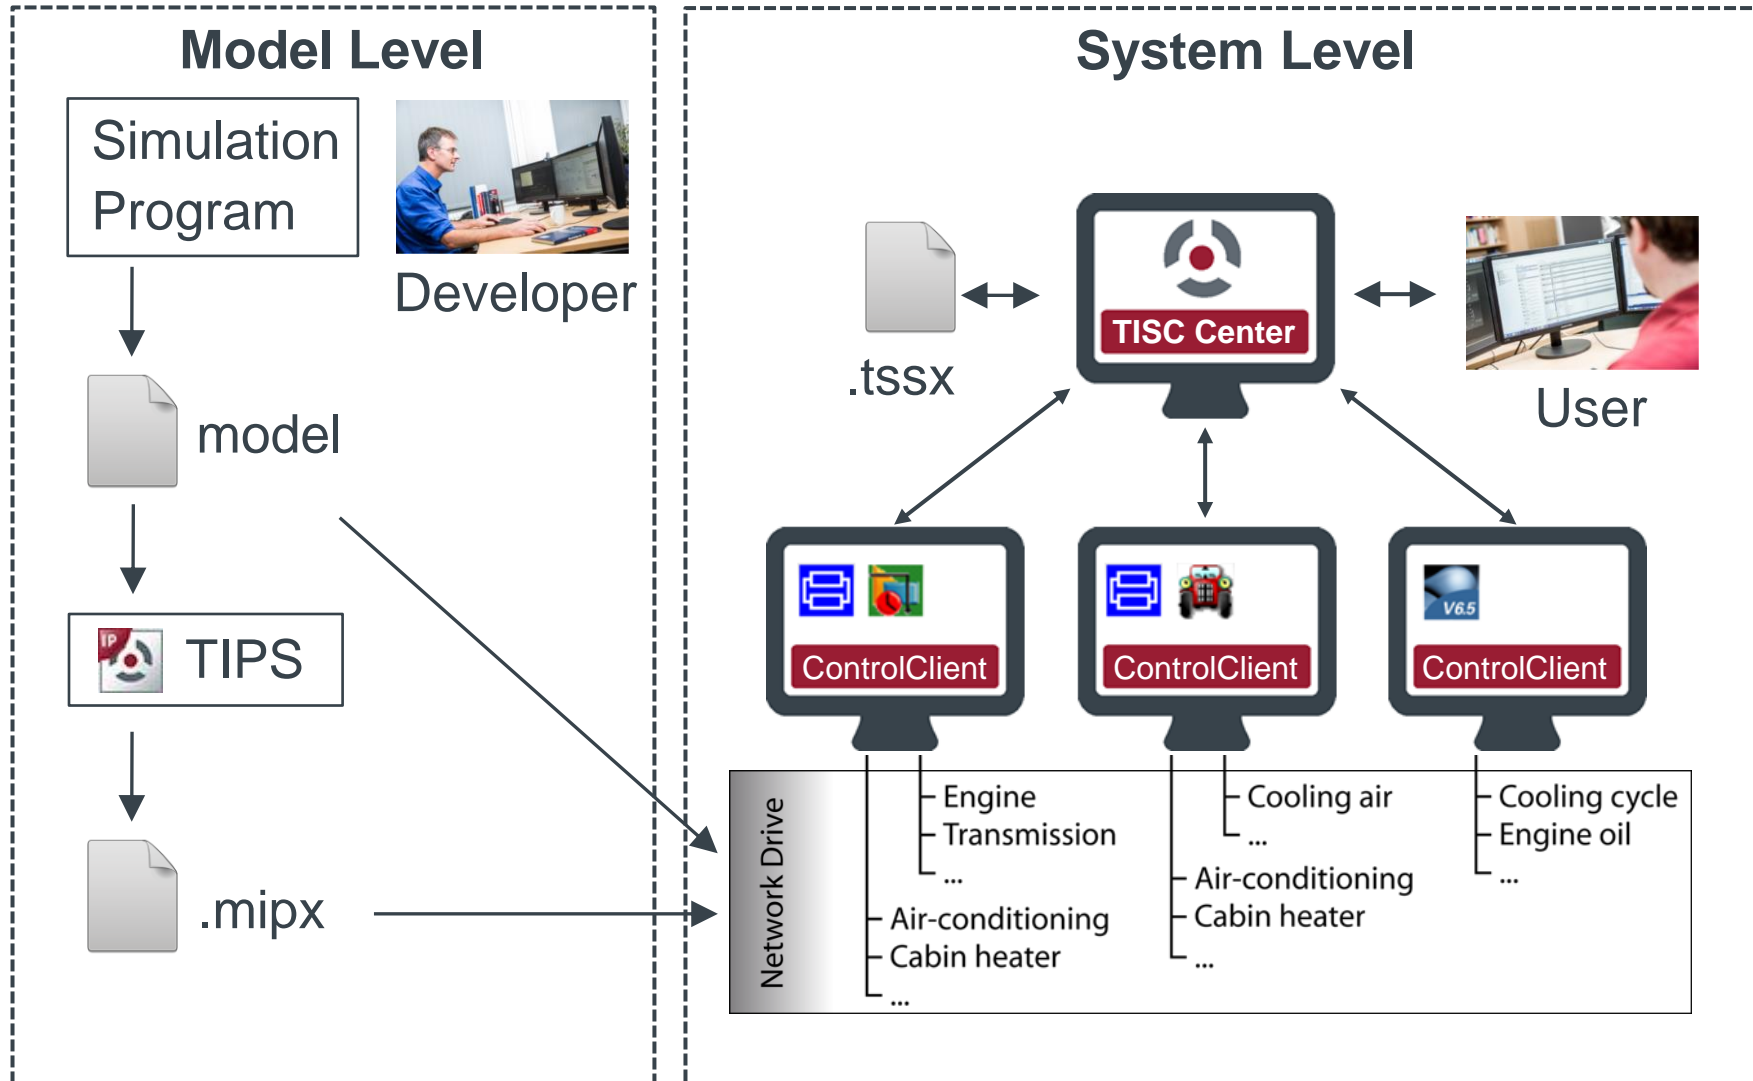 Model Level
Simulation
Program
Developer
model
IP
TIPS
.mipx
System Level
.tssx
TISC Center
User
ControlClient
ControlClient
V6.5
ControlClient
Network Drive
Engine
Transmission
...
Air-conditioning
Cabin heater
...
Cooling air
...
Air-conditioning
Cabin heater
...
Cooling cycle
Engine oil
...